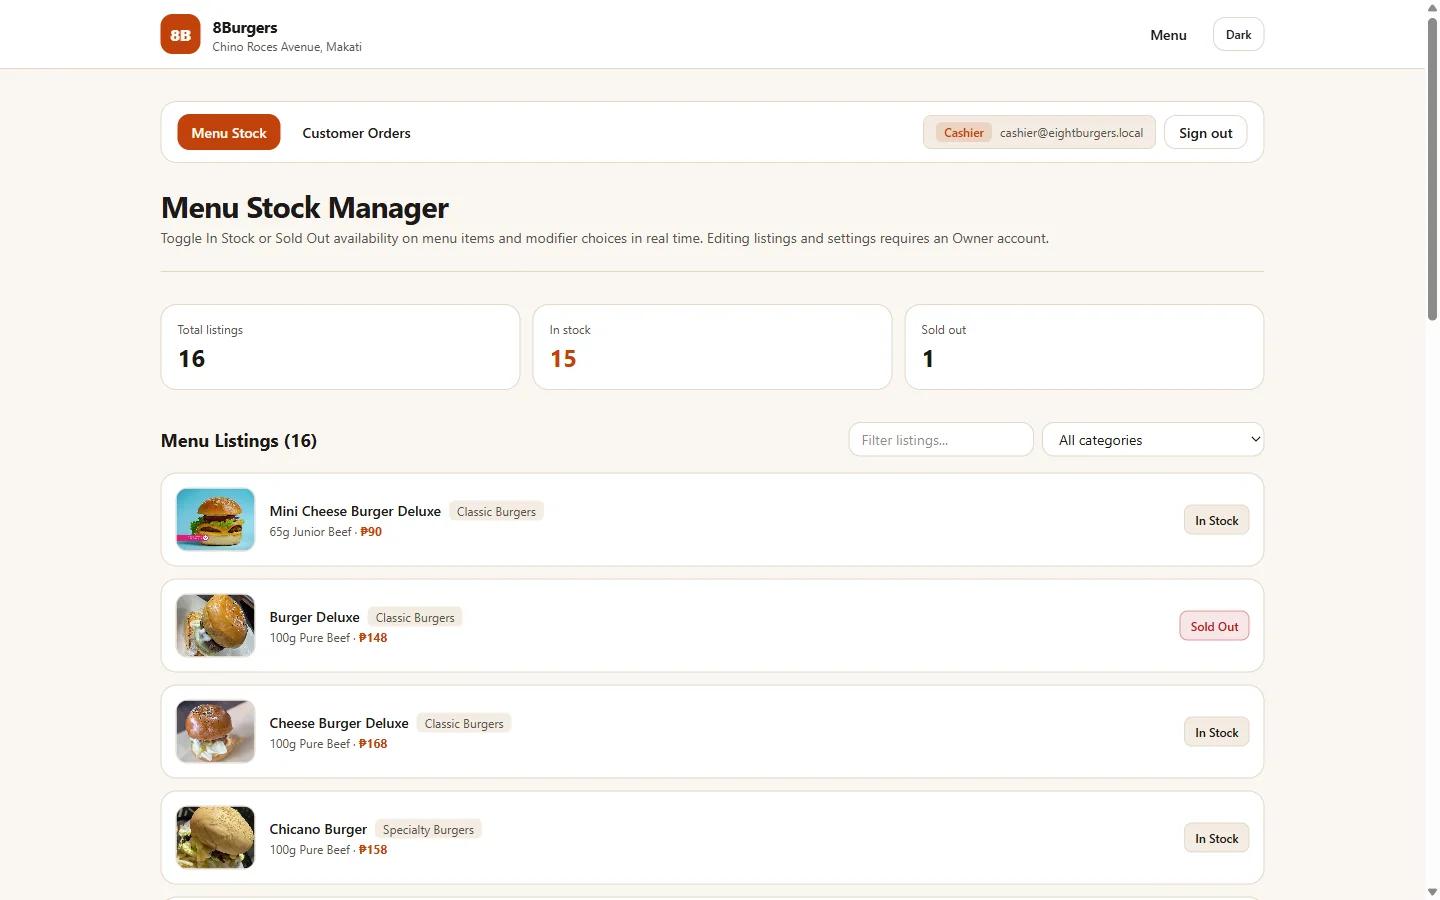 8B
8Burgers
Chino Roces Avenue, Makati
Menu
Dark
Menu Stock
Customer Orders
Cashier
cashier@eightburgers.local
Sign out
Menu Stock Manager
Toggle In Stock or Sold Out availability on menu items and modifier choices in real time. Editing listings and settings requires an Owner account.
Total listings
16
In stock
15
Sold out
1
Menu Listings (16)
Filter listings...
All categories
Mini Cheese Burger Deluxe
Classic Burgers
65g Junior Beef · ₱90
In Stock
Burger Deluxe
Classic Burgers
100g Pure Beef · ₱148
Sold Out
Cheese Burger Deluxe
Classic Burgers
100g Pure Beef · ₱168
In Stock
Chicano Burger
Specialty Burgers
100g Pure Beef · ₱158
In Stock